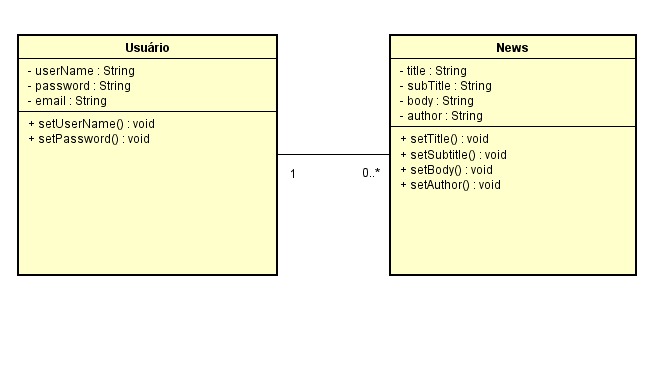 Usuário
- userName : String
- password : String
- email : String
+ setUserName() : void
+ setPassword() : void
1
0..*
News
- title : String
- subTitle : String
- body : String
- author : String
+ setTitle() : void
+ setSubtitle() : void
+ setBody() : void
+ setAuthor() : void